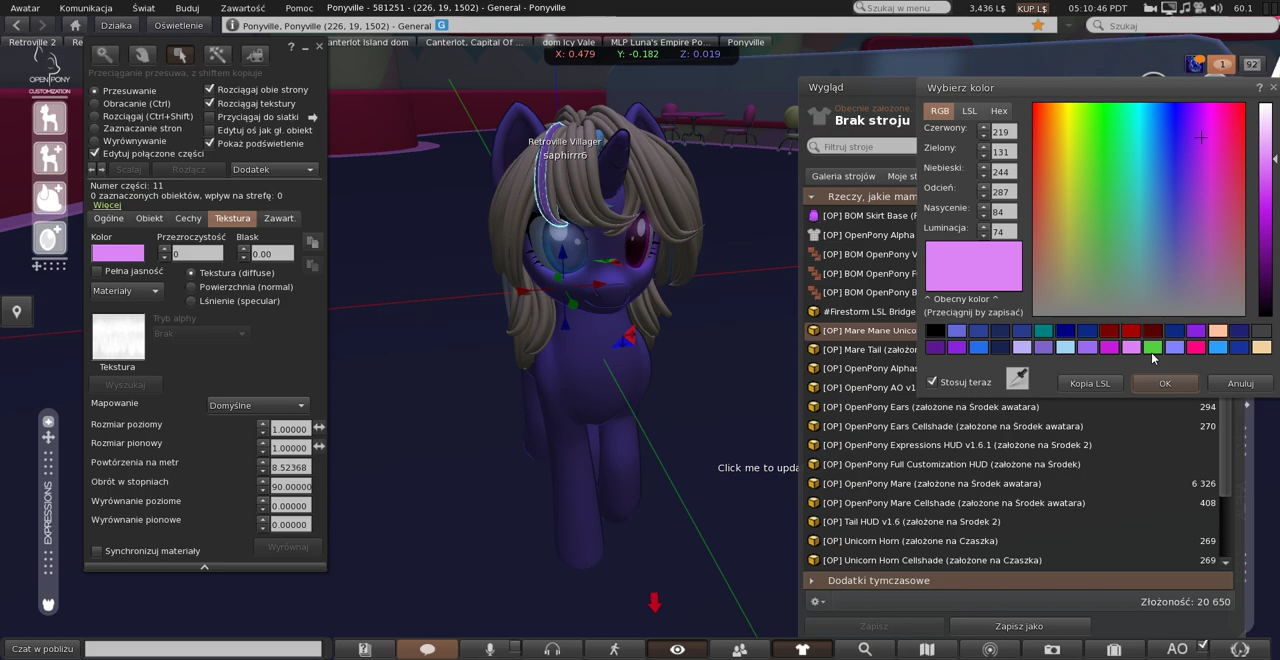 Awatar Komunikacja Świat Buduj Zawartość Pomoc Ponyville - 581251 - (226, 19, 1502) - General - Ponyville Szukaj w menu 3,436 L$ KUP L$ 05:10:46 PDT 60.1
Działka Oświetlenie Ponyville, Ponyville (226, 19, 1502) - General G Szukaj
Retroville 2 Re anterlot Island dom Canterlot, Capital Of ... dom Icy Vale MLP Luna's Empire Po... Ponyville
X: 0.479 Y: -0.182 Z: 0.019
1 92
OPEN PONY
CUSTOMIZATION
Przeciąganie przesuwa, z shiftem kopiuje
Przesuwanie
Obracanie (Ctrl)
Rozciąganie (Ctrl+Shift)
Zaznaczanie stron
Wyrównywanie
Edytuj połączone części
Rozciągaj obie strony
Rozciągaj tekstury
Przyciągaj do siatki
Edytuj oś jak gł. obiekt
Pokaż podświetlenie
Scalaj Rozłącz Dodatek
Numer części: 11
0 zaznaczonych obiektów, wpływ na strefę: 0
Więcej
Ogólne Obiekt Cechy Tekstura Zawart.
Kolor Przezroczystość Blask
0 0.00
Pełna jasność
Materiały
Tekstura (diffuse)
Powierzchnia (normal)
Lśnienie (specular)
Tryb alphy
Brak
Tekstura
Wyszukaj
Mapowanie Domyślne
Rozmiar poziomy 1.00000
Rozmiar pionowy 1.00000
Powtórzenia na metr 8.52368
Obrót w stopniach 90.00000
Wyrównanie poziome 0.00000
Wyrównanie pionowe 0.00000
Synchronizuj materiały Wyrównaj
EXPRESSIONS
Retroville Villager
saphirrr6
Click me to upda
Wygląd
Obecnie założone
Brak stroju
Filtruj stroje
Galeria strojów Moje st
Rzeczy, jakie mam
[OP] BOM Skirt Base (F
[OP] OpenPony Alpha
[OP] BOM OpenPony V
[OP] BOM OpenPony F
[OP] BOM OpenPony B
#Firestorm LSL Bridge
[OP] Mare Mane Unico
[OP] Mare Tail (założor
[OP] OpenPony Alphas
[OP] OpenPony AO v1
[OP] OpenPony Ears (założone na Środek awatara) 294
[OP] OpenPony Ears Cellshade (założone na Środek awatara) 270
[OP] OpenPony Expressions HUD v1.6.1 (założone na Środek 2)
[OP] OpenPony Full Customization HUD (założone na Środek)
[OP] OpenPony Mare (założone na Środek awatara) 6 326
[OP] OpenPony Mare Cellshade (założone na Środek awatara) 408
[OP] Tail HUD v1.6 (założone na Środek 2)
[OP] Unicorn Horn (założone na Czaszka) 269
[OP] Unicorn Horn Cellshade (założone na Czaszka) 269
Dodatki tymczasowe
Złożoność: 20 650
Zapisz Zapisz jako
Wybierz kolor
RGB LSL Hex
Czerwony: 219
Zielony: 131
Niebieski: 244
Odcień: 287
Nasycenie: 84
Luminacja: 74
^ Obecny kolor ^
(Przeciągnij by zapisać)
Stosuj teraz Kopia LSL OK Anuluj
Czat w pobliżu AO